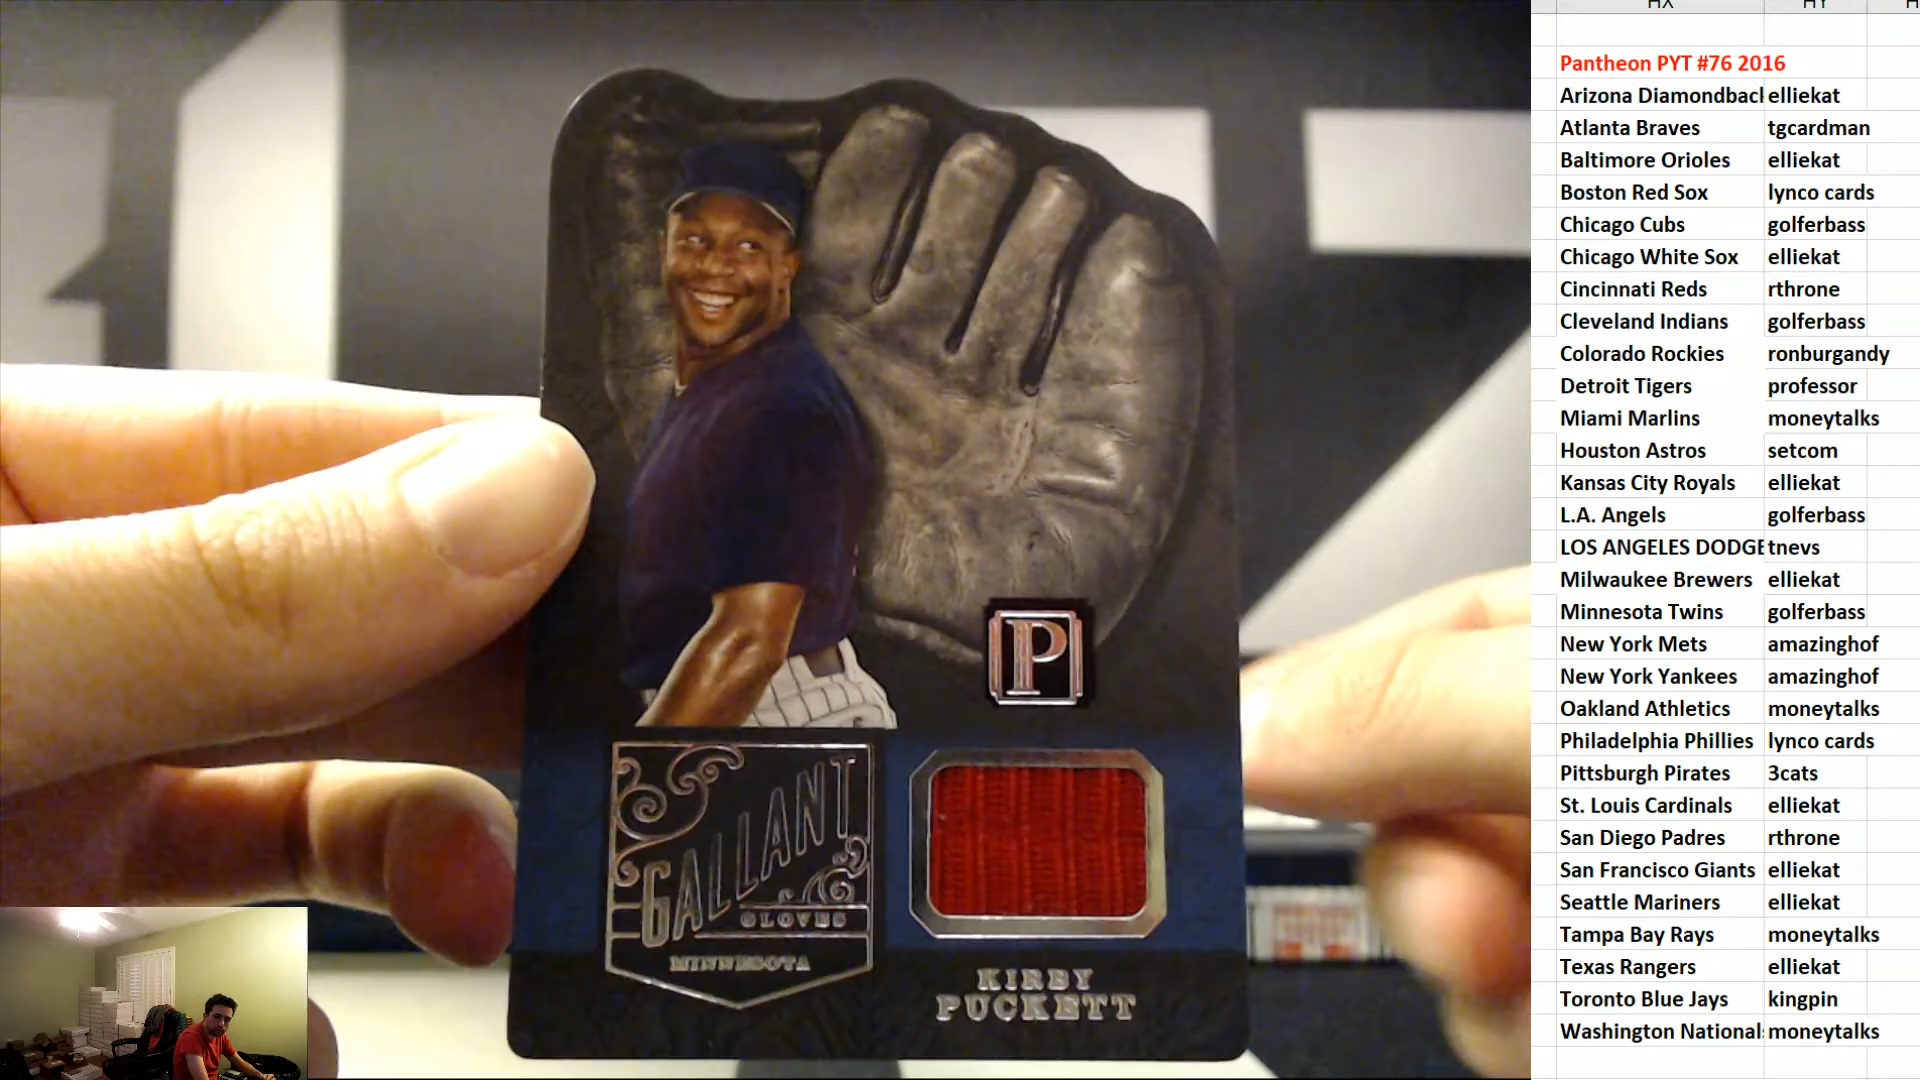 P
GALLANT
GLOVES
MINNESOTA
KIRBY
PUCKETT
HX HY H
Pantheon PYT #76 2016
Arizona Diamondback elliekat
Atlanta Braves tgcardman
Baltimore Orioles elliekat
Boston Red Sox lynco cards
Chicago Cubs golferbass
Chicago White Sox elliekat
Cincinnati Reds rthrone
Cleveland Indians golferbass
Colorado Rockies ronburgandy
Detroit Tigers professor
Miami Marlins moneytalks
Houston Astros setcom
Kansas City Royals elliekat
L.A. Angels golferbass
LOS ANGELES DODGE tnevs
Milwaukee Brewers elliekat
Minnesota Twins golferbass
New York Mets amazinghof
New York Yankees amazinghof
Oakland Athletics moneytalks
Philadelphia Phillies lynco cards
Pittsburgh Pirates 3cats
St. Louis Cardinals elliekat
San Diego Padres rthrone
San Francisco Giants elliekat
Seattle Mariners elliekat
Tampa Bay Rays moneytalks
Texas Rangers elliekat
Toronto Blue Jays kingpin
Washington Nationals moneytalks